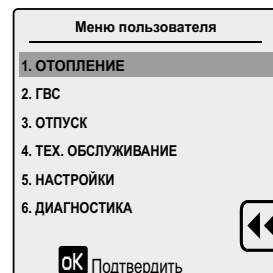 Меню пользователя
1. ОТОПЛЕНИЕ
2. ГВС
3. ОТПУСК
4. ТЕХ. ОБСЛУЖИВАНИЕ
5. НАСТРОЙКИ
6. ДИАГНОСТИКА
oK Подтвердить